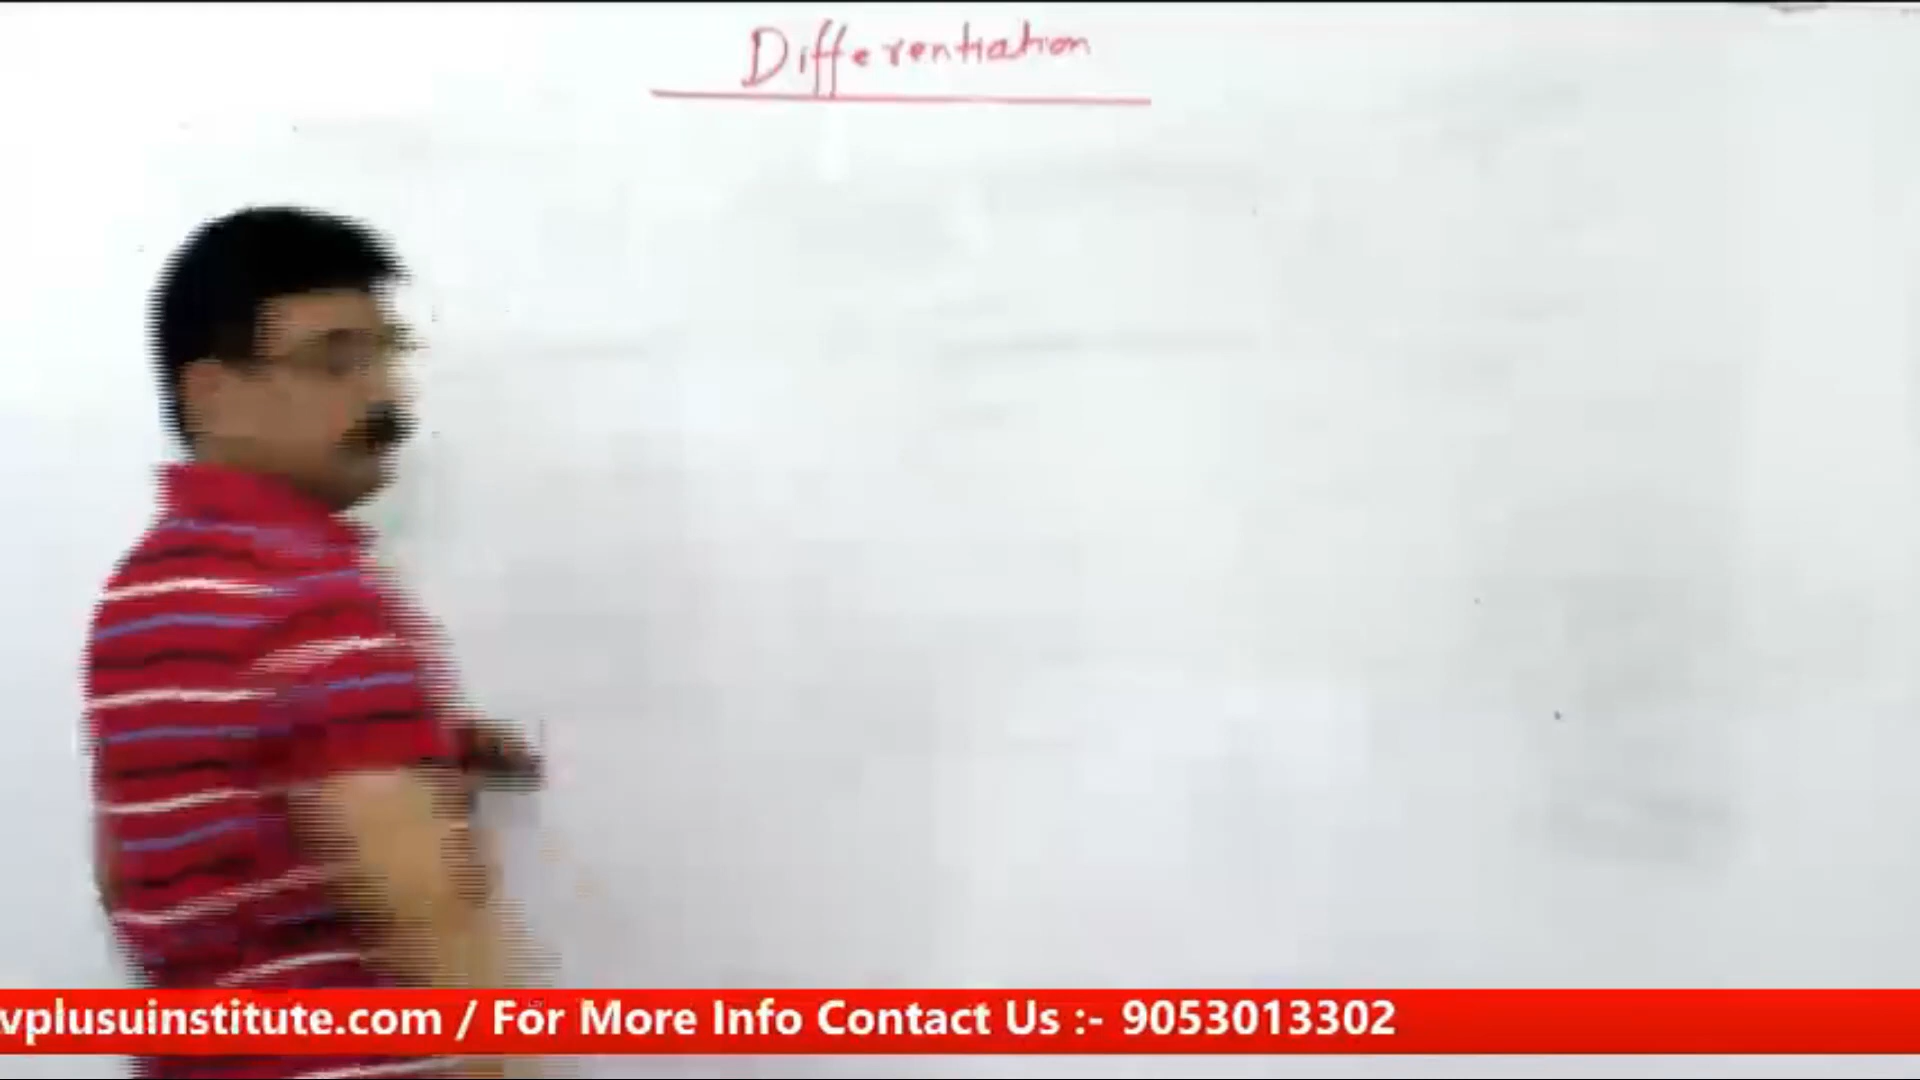 Differentiation
vplusuinstitute.com / For More Info Contact Us :- 9053013302